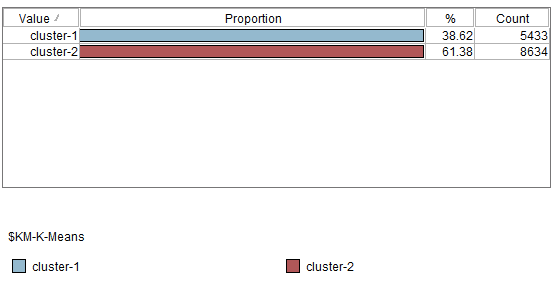 Value Proportion % Count
cluster-1 38.62 5433
cluster-2 61.38 8634
$KM-K-Means
cluster-1 cluster-2